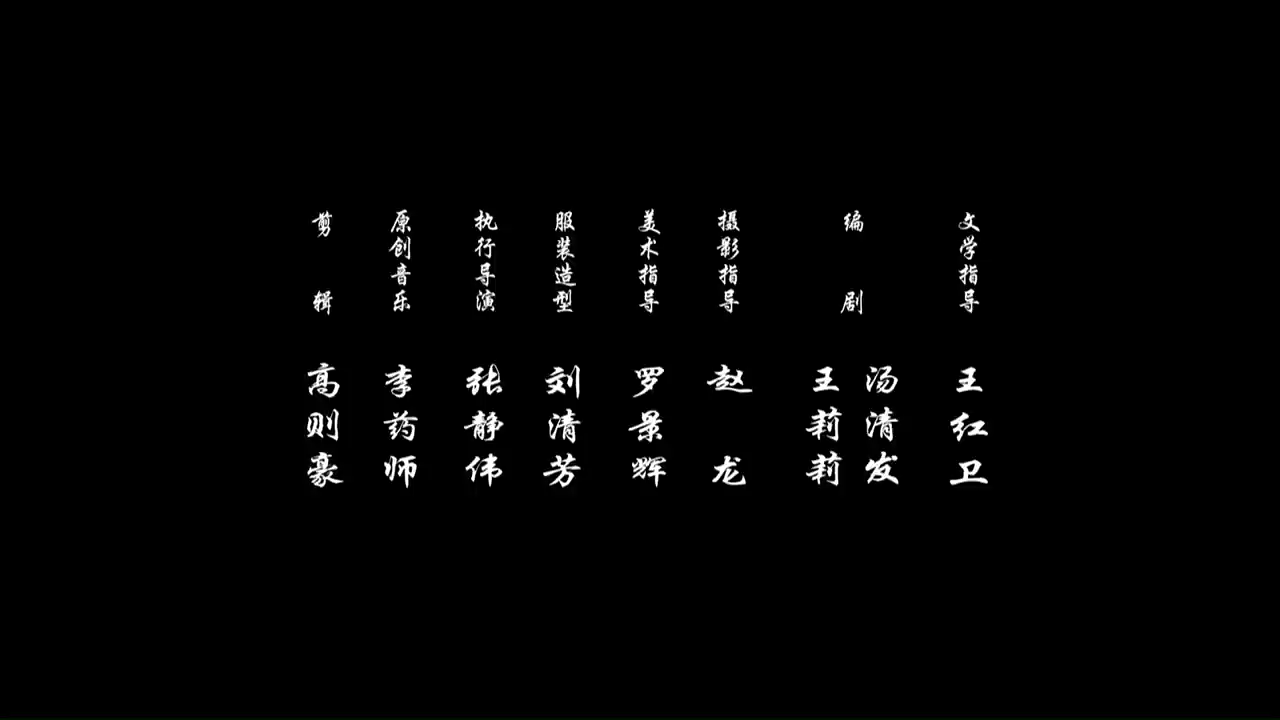 文学指导
王红卫
编剧
汤清发
王莉莉
摄影指导
赵龙
美术指导
罗景辉
服装造型
刘清芳
执行导演
张静伟
原创音乐
李药师
剪辑
高则豪